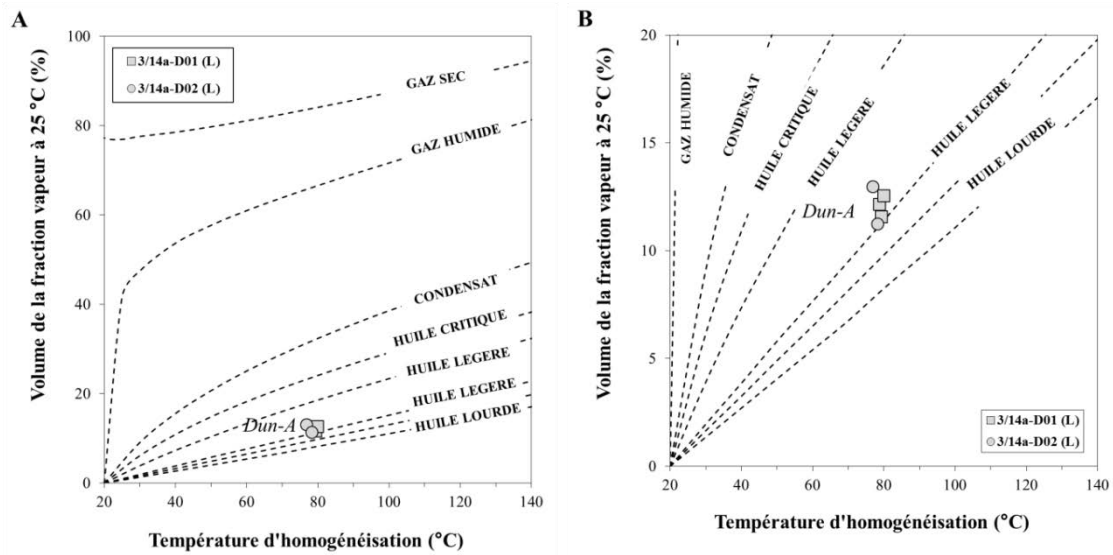 A
Volume de la fraction vapeur à 25 °C (%)
100
80
60
40
20
0
3/14a-D01 (L)
3/14a-D02 (L)
GAZ SEC
GAZ HUMIDE
CONDENSAT
HUILE CRITIQUE
HUILE LEGERE
HUILE LEGERE
HUILE LOURDE
Dun-A
20
40
60
80
100
120
140
Température d'homogénéisation (°C)
B
Volume de la fraction vapeur à 25 °C (%)
20
15
10
5
0
GAZ HUMIDE
CONDENSAT
HUILE CRITIQUE
HUILE LEGERE
HUILE LEGERE
HUILE LOURDE
Dun-A
3/14a-D01 (L)
3/14a-D02 (L)
20
40
60
80
100
120
140
Température d'homogénéisation (°C)